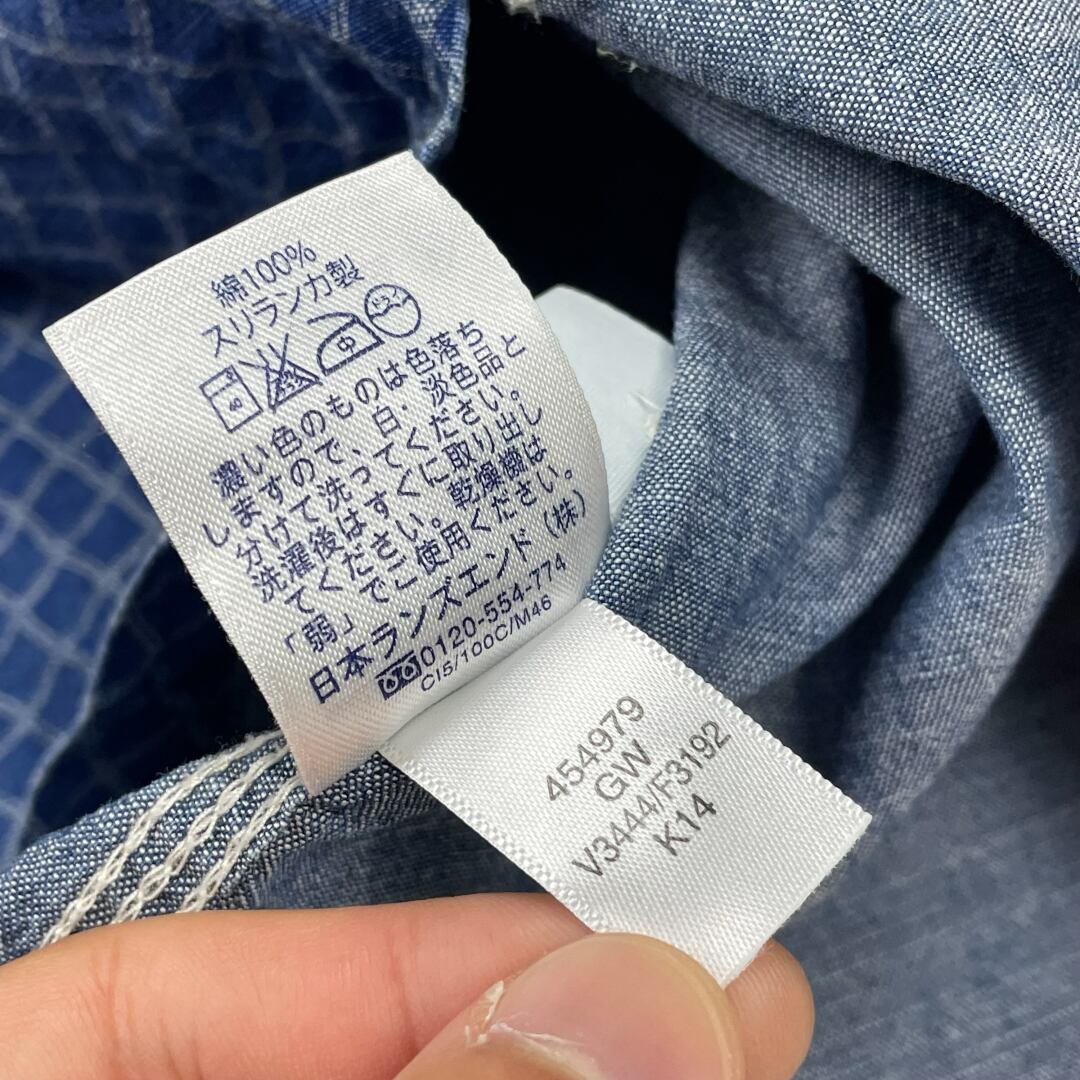 綿100%
スリランカ製
40
中
濃い色のものは色落ち
しますので、白・淡色品と
分けて洗ってください。
洗濯後はすぐに取り出し
てください。乾燥機は
「弱」でご使用ください。
日本ランズエンド（株）
0120-554-774
CI5/100C/M46
454979
GW
V3444/F3192
K14